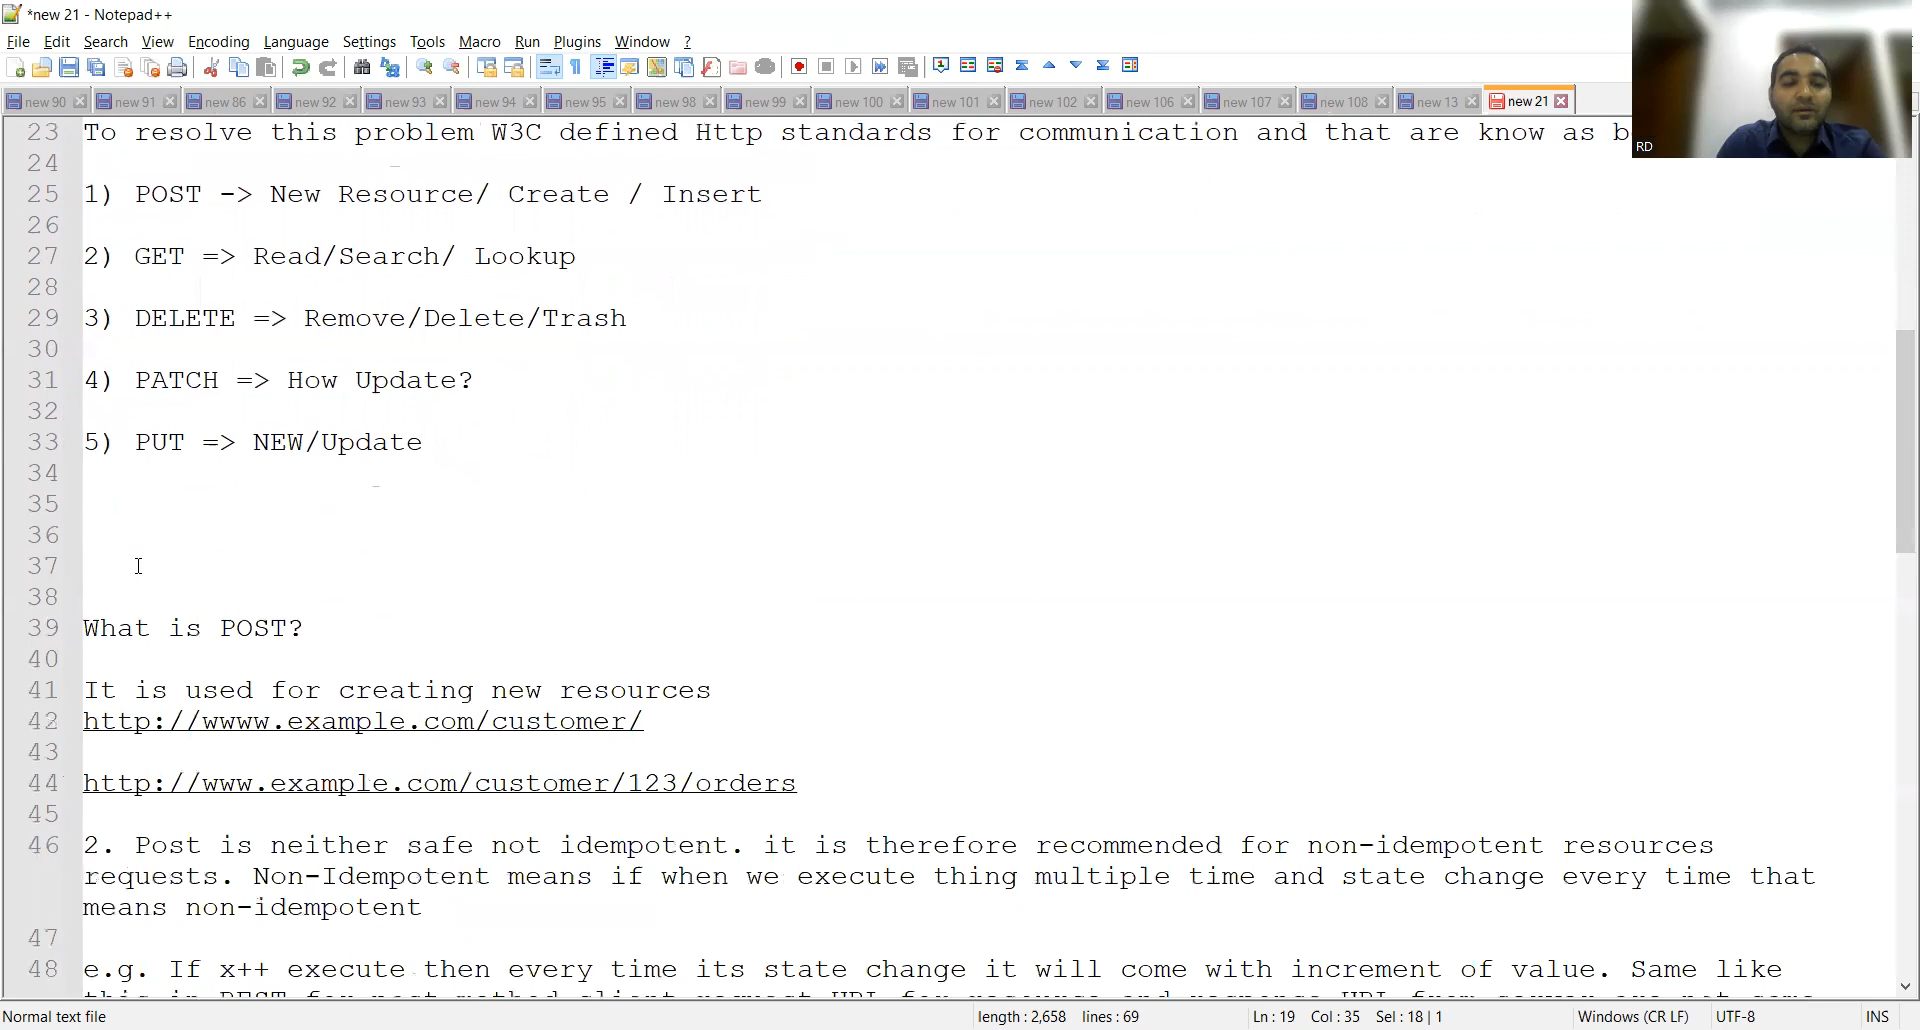 *new 21 - Notepad++
File Edit Search View Encoding Language Settings Tools Macro Run Plugins Window ?
new 90 new 91 new 86 new 92 new 93 new 94 new 95 new 98 new 99 new 100 new 101 new 102 new 106 new 107 new 108 new 13 new 21
RD
23 To resolve this problem W3C defined Http standards for communication and that are know as
24
25 1) POST -> New Resource/ Create / Insert
26
27 2) GET => Read/Search/ Lookup
28
29 3) DELETE => Remove/Delete/Trash
30
31 4) PATCH => How Update?
32
33 5) PUT => NEW/Update
34
35
36
37
38
39 What is POST?
40
41 It is used for creating new resources
42 http://wwww.example.com/customer/
43
44 http://www.example.com/customer/123/orders
45
46 2. Post is neither safe not idempotent. it is therefore recommended for non-idempotent resources
requests. Non-Idempotent means if when we execute thing multiple time and state change every time that
means non-idempotent
47
48 e.g. If x++ execute then every time its state change it will come with increment of value. Same like
Normal text file length : 2,658 lines : 69 Ln : 19 Col : 35 Sel : 18 | 1 Windows (CR LF) UTF-8 INS